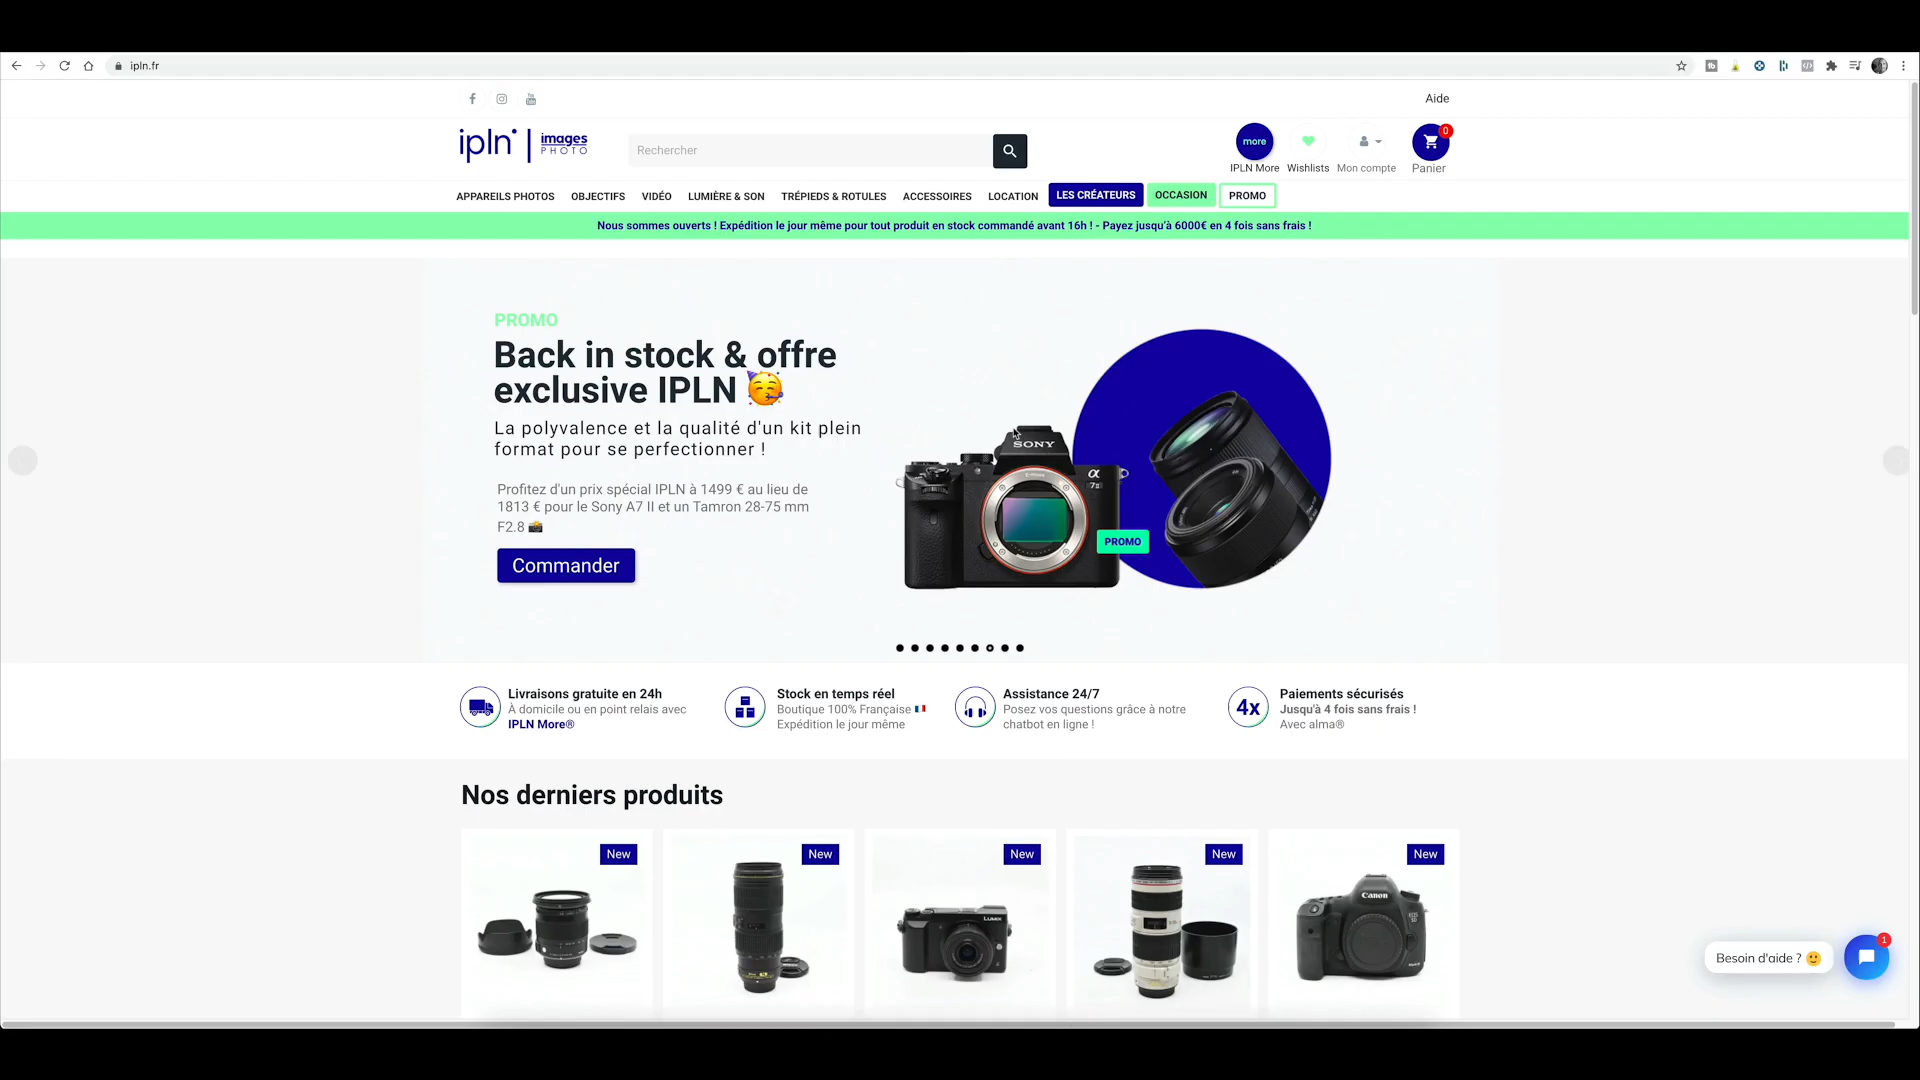 ipln.fr
Aide
ipln | images PHOTO
Rechercher
more
0
IPLN More
Wishlists
Mon compte
Panier
APPAREILS PHOTOS
OBJECTIFS
VIDÉO
LUMIÈRE & SON
TRÉPIEDS & ROTULES
ACCESSOIRES
LOCATION
LES CRÉATEURS
OCCASION
PROMO
Nous sommes ouverts ! Expédition le jour même pour tout produit en stock commandé avant 16h ! - Payez jusqu'à 6000€ en 4 fois sans frais !
PROMO
Back in stock & offre
exclusive IPLN 🥳
La polyvalence et la qualité d'un kit plein
format pour se perfectionner !
Profitez d'un prix spécial IPLN à 1499 € au lieu de
1813 € pour le Sony A7 II et un Tamron 28-75 mm
F2.8 📸
Commander
SONY
α
7II
PROMO
Livraisons gratuite en 24h
À domicile ou en point relais avec
IPLN More®
Stock en temps réel
Boutique 100% Française 🇫🇷
Expédition le jour même
Assistance 24/7
Posez vos questions grâce à notre
chatbot en ligne !
4x
Paiements sécurisés
Jusqu'à 4 fois sans frais !
Avec alma®
Nos derniers produits
New
New
New
New
New
LUMIX
Canon
Besoin d'aide ? 🙂
1